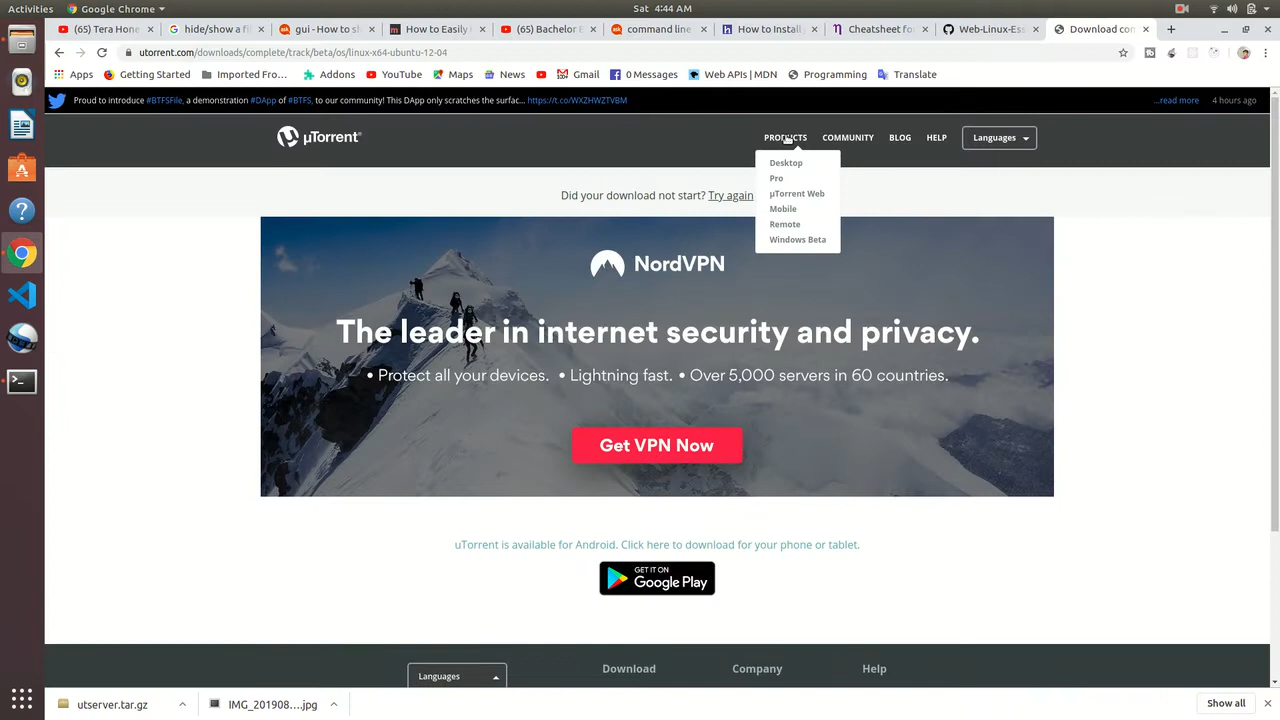 Activities
Google Chrome
Sat 4:44 AM
(65) Tera Hone
hide/show a fi
gui - How to si
How to Easily
(65) Bachelor E
command line
How to Install
Cheatsheet for
Web-Linux-Ess
Download com
utorrent.com/downloads/complete/track/beta/os/linux-x64-ubuntu-12-04
Apps
Getting Started
Imported Fro...
Addons
YouTube
Maps
News
Gmail
0 Messages
Web APIs | MDN
Programming
Translate
Proud to introduce #BTFSFile, a demonstration #DApp of #BTFS, to our community! This DApp only scratches the surfac... https://t.co/WXZHWZTVBM
...read more
4 hours ago
µTorrent®
PRODUCTS
COMMUNITY
BLOG
HELP
Languages
Desktop
Pro
µTorrent Web
Mobile
Remote
Windows Beta
Did your download not start? Try again
NordVPN
The leader in internet security and privacy.
• Protect all your devices. • Lightning fast. • Over 5,000 servers in 60 countries.
Get VPN Now
uTorrent is available for Android. Click here to download for your phone or tablet.
GET IT ON
Google Play
Languages
Download
Company
Help
utserver.tar.gz
IMG_201908....jpg
Show all